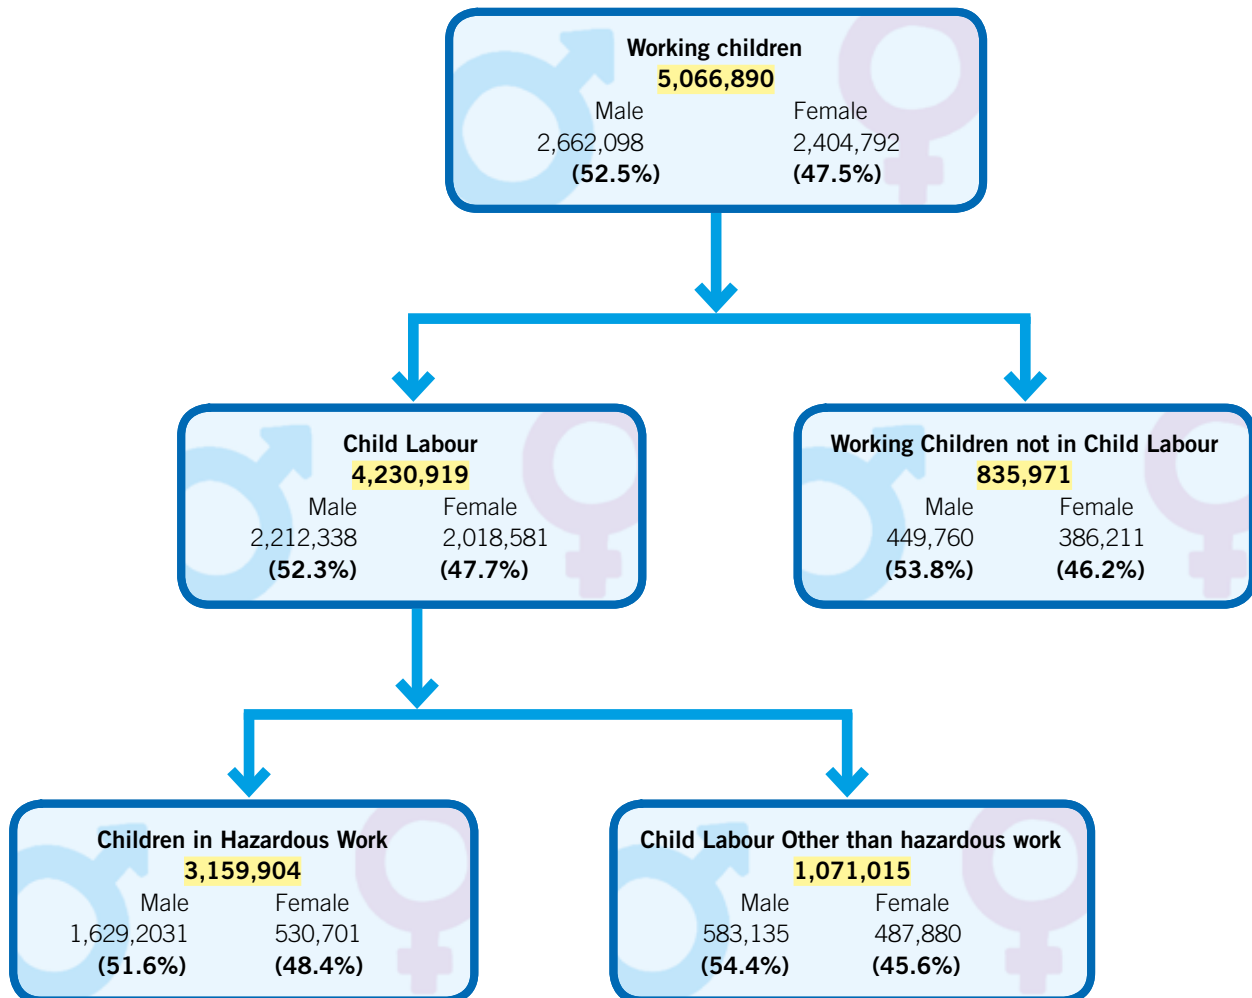 Working children
5,066,890
Male Female
2,662,098 2,404,792
(52.5%) (47.5%)
Child Labour
4,230,919
Male Female
2,212,338 2,018,581
(52.3%) (47.7%)
Working Children not in Child Labour
835,971
Male Female
449,760 386,211
(53.8%) (46.2%)
Children in Hazardous Work
3,159,904
Male Female
1,629,2031 530,701
(51.6%) (48.4%)
Child Labour Other than hazardous work
1,071,015
Male Female
583,135 487,880
(54.4%) (45.6%)